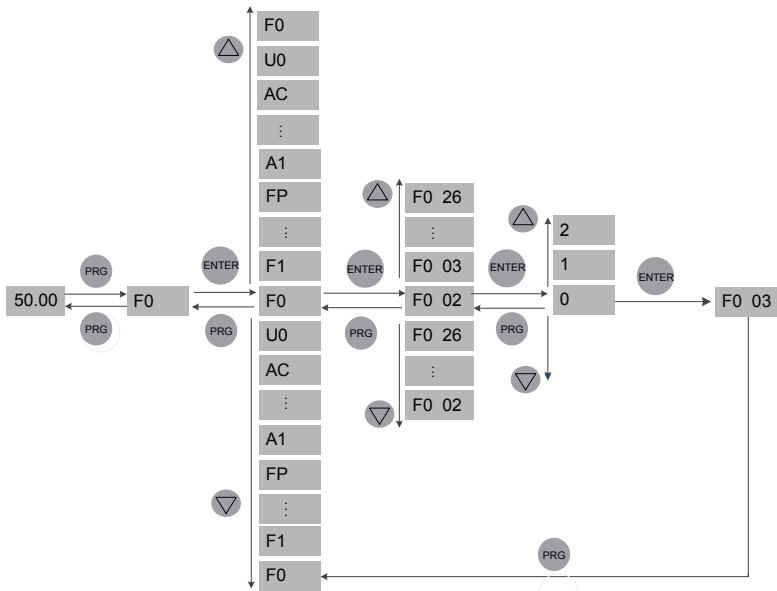 F0
U0
AC
⋮
A1
FP
⋮
F1
50.00
PRG
PRG
F0
ENTER
PRG
F0
U0
AC
⋮
A1
FP
⋮
F1
F0
ENTER
PRG
F0 26
⋮
F0 03
F0 02
F0 26
⋮
F0 02
ENTER
PRG
2
1
0
ENTER
F0 03
PRG